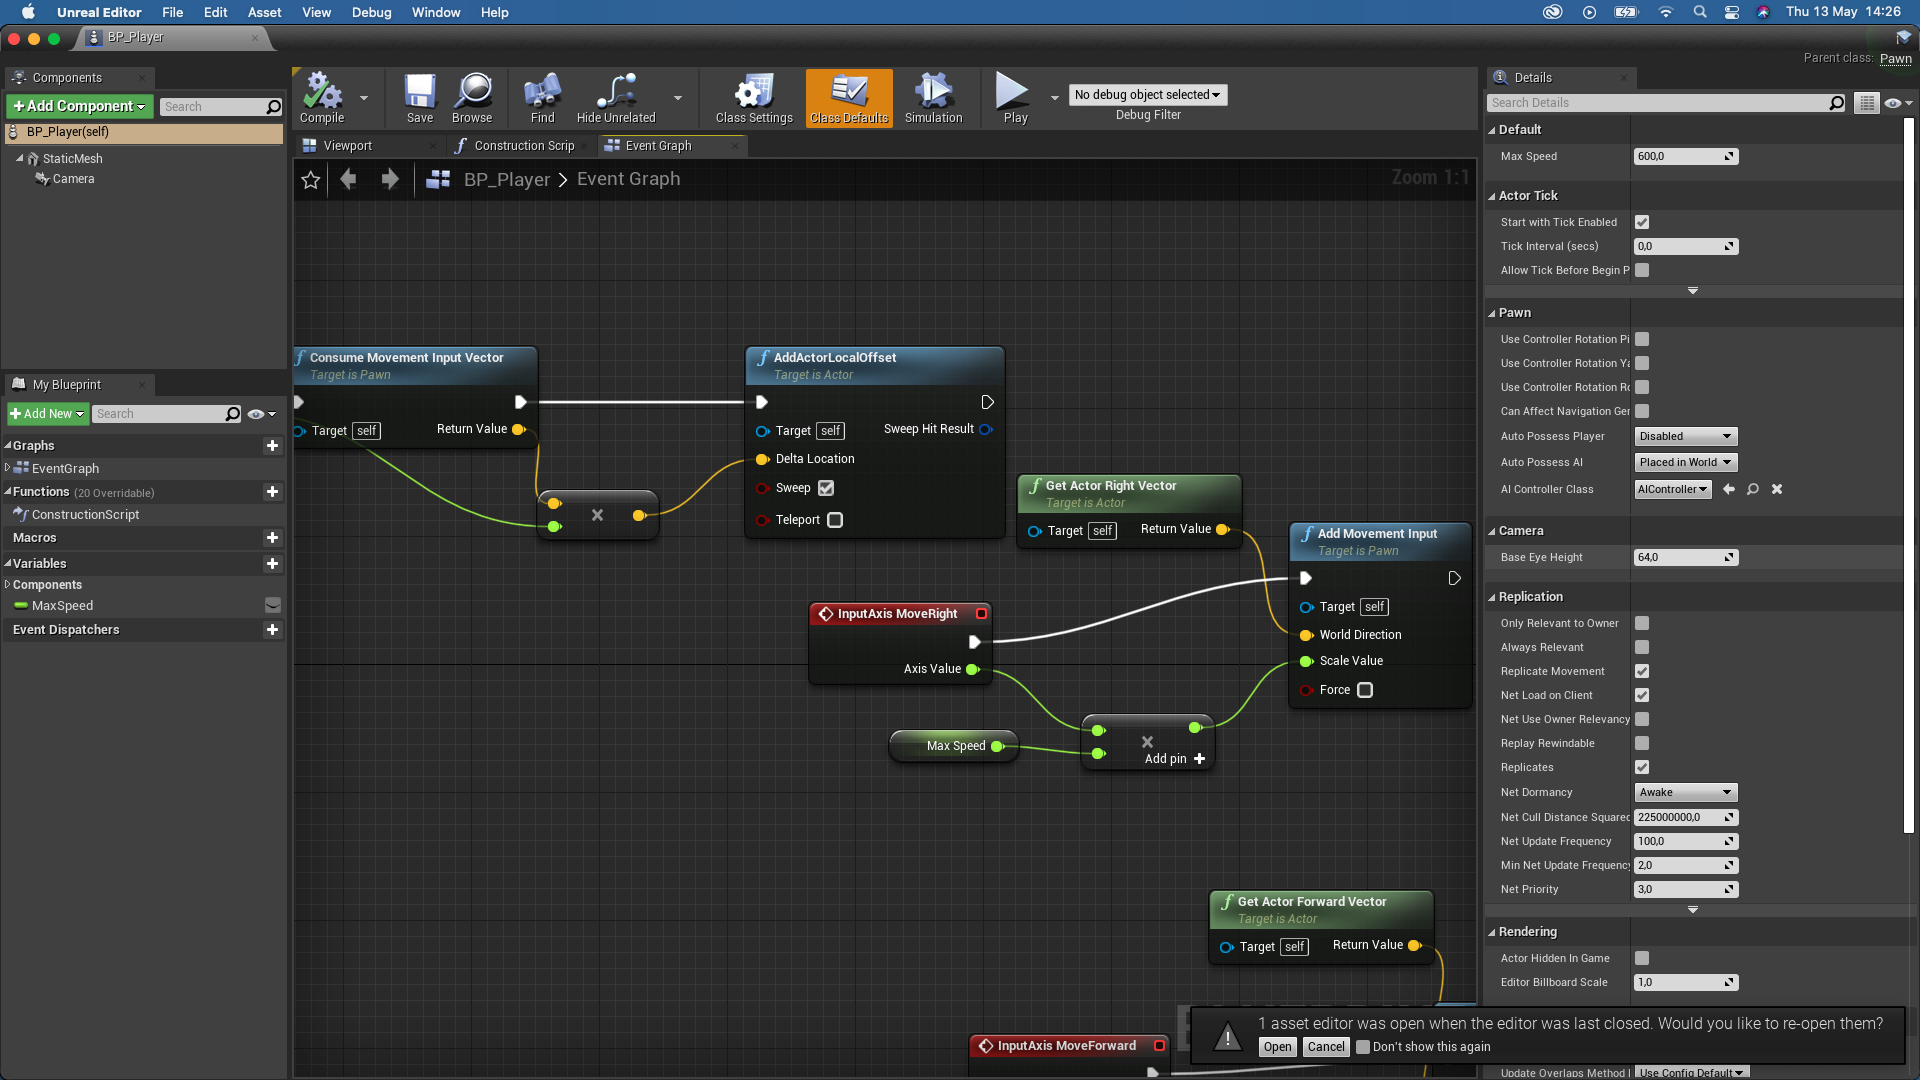 Unreal Editor File Edit Asset View Debug Window Help
Thu 13 May 14:26
BP_Player
Parent class: Pawn
Components
+Add Component
Search
BP_Player(self)
StaticMesh
Camera
My Blueprint
+Add New
Search
Graphs
EventGraph
Functions (20 Overridable)
ConstructionScript
Macros
Variables
Components
MaxSpeed
Event Dispatchers
Compile
Save
Browse
Find
Hide Unrelated
Class Settings
Class Defaults
Simulation
Play
No debug object selected
Debug Filter
Viewport
Construction Scrip
Event Graph
BP_Player > Event Graph
Zoom 1:1
Consume Movement Input Vector
Target is Pawn
Target self
Return Value
AddActorLocalOffset
Target is Actor
Target self
Sweep Hit Result
Delta Location
Sweep
Teleport
Get Actor Right Vector
Target is Actor
Target self
Return Value
Add Movement Input
Target is Pawn
Target self
World Direction
Scale Value
Force
InputAxis MoveRight
Axis Value
Max Speed
Add pin +
Get Actor Forward Vector
Target is Actor
Target self
Return Value
InputAxis MoveForward
Details
Search Details
Default
Max Speed 600,0
Actor Tick
Start with Tick Enabled
Tick Interval (secs) 0,0
Allow Tick Before Begin P
Pawn
Use Controller Rotation Pi
Use Controller Rotation Ya
Use Controller Rotation Ro
Can Affect Navigation Gen
Auto Possess Player Disabled
Auto Possess AI Placed in World
AI Controller Class AIController
Camera
Base Eye Height 64,0
Replication
Only Relevant to Owner
Always Relevant
Replicate Movement
Net Load on Client
Net Use Owner Relevancy
Replay Rewindable
Replicates
Net Dormancy Awake
Net Cull Distance Squared 225000000,0
Net Update Frequency 100,0
Min Net Update Frequency 2,0
Net Priority 3,0
Rendering
Actor Hidden In Game
Editor Billboard Scale 1,0
1 asset editor was open when the editor was last closed. Would you like to re-open them?
Open Cancel Don't show this again
Update Overlaps Method Use Config Default